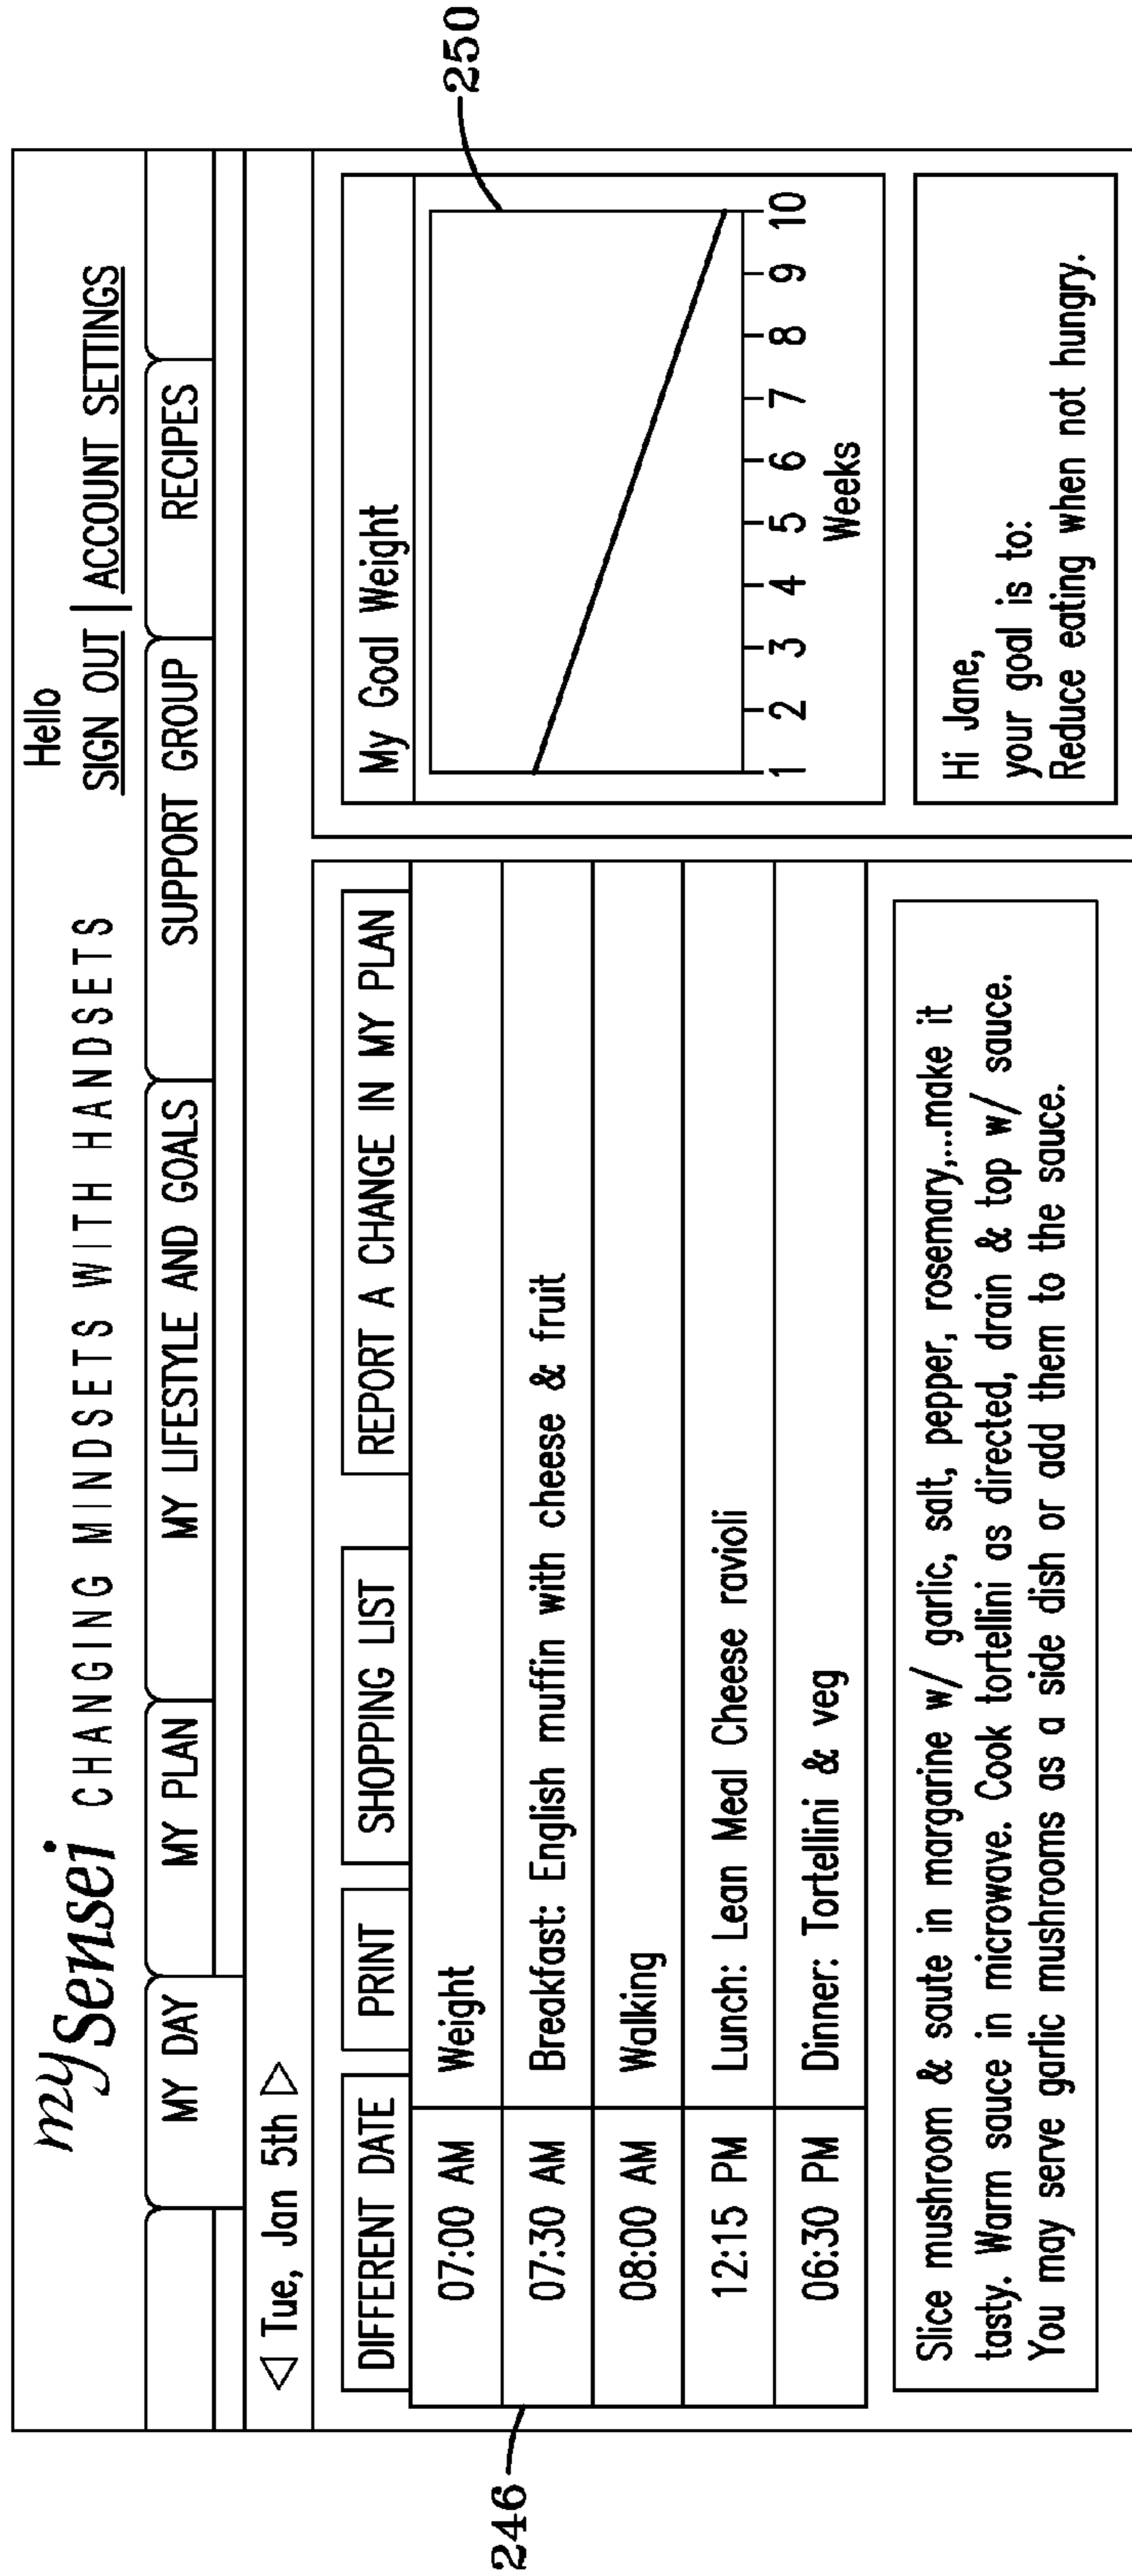 Hello
mySensei CHANGING MINDSETS WITH HANDSETS
SIGN OUT | ACCOUNT SETTINGS
MY DAY MY PLAN MY LIFESTYLE AND GOALS SUPPORT GROUP RECIPES
Tue, Jan 5th
DIFFERENT DATE PRINT SHOPPING LIST REPORT A CHANGE IN MY PLAN
07:00 AM Weight
07:30 AM Breakfast: English muffin with cheese & fruit
08:00 AM Walking
12:15 PM Lunch: Lean Meal Cheese ravioli
06:30 PM Dinner: Tortellini & veg
246
Slice mushroom & saute in margarine w/ garlic, salt, pepper, rosemary,...make it
tasty. Warm sauce in microwave. Cook tortellini as directed, drain & top w/ sauce.
You may serve garlic mushrooms as a side dish or add them to the sauce.
My Goal Weight
250
1 2 3 4 5 6 7 8 9 10
Weeks
Hi Jane,
your goal is to:
Reduce eating when not hungry.